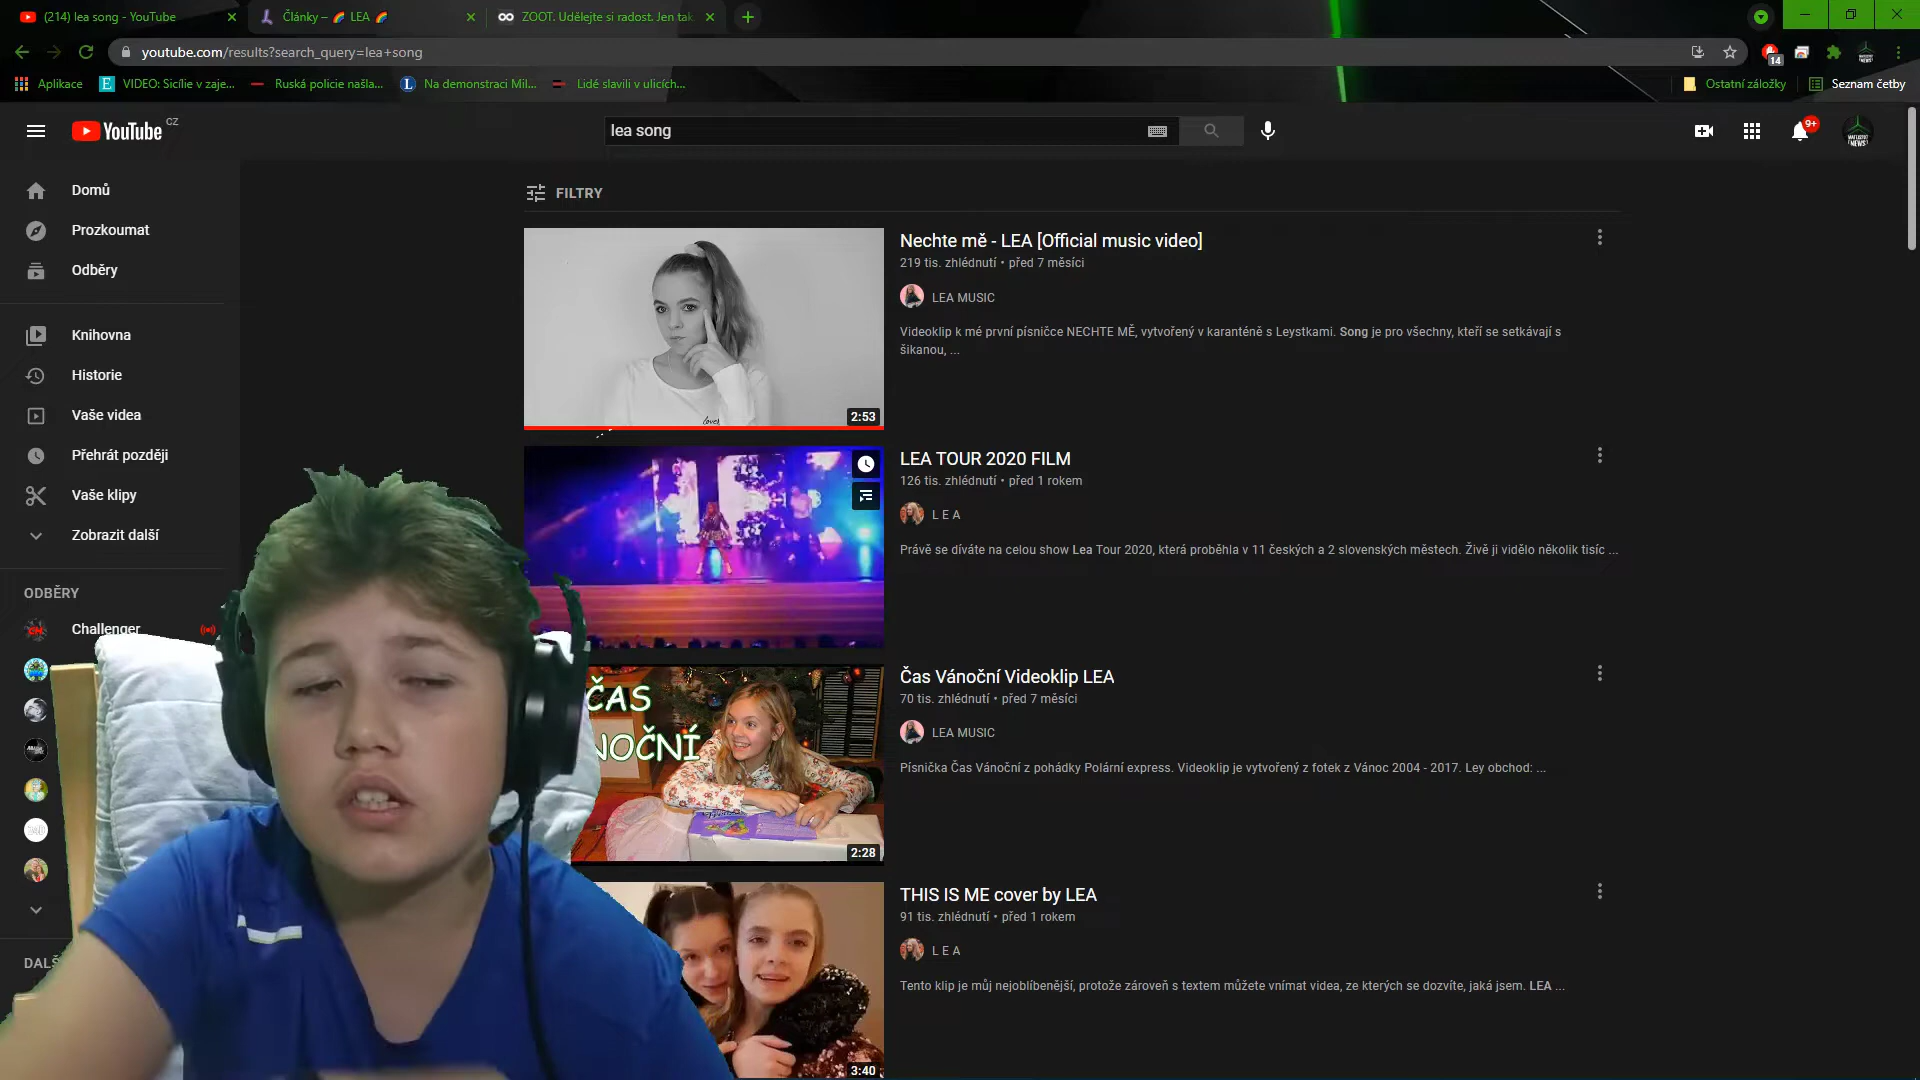 (214) lea song - YouTube
Články – 🌈 LEA 🌈
ZOOT. Udělejte si radost. Jen tak
youtube.com/results?search_query=lea+song
14
Aplikace
VIDEO: Sicílie v zaje...
Ruská policie našla...
Na demonstraci Mil...
Lidé slavili v ulicích...
Ostatní záložky
Seznam četby
YouTube CZ
lea song
9+
Domů
Prozkoumat
Odběry
Knihovna
Historie
Vaše videa
Přehrát později
Vaše klipy
Zobrazit další
ODBĚRY
Challenger
FILTRY
2:53
Nechte mě - LEA [Official music video]
219 tis. zhlédnutí • před 7 měsíci
LEA MUSIC
Videoklip k mé první písničce NECHTE MĚ, vytvořený v karanténě s Leystkami. Song je pro všechny, kteří se setkávají s
šikanou, ...
LEA TOUR 2020 FILM
126 tis. zhlédnutí • před 1 rokem
L E A
Právě se díváte na celou show Lea Tour 2020, která proběhla v 11 českých a 2 slovenských městech. Živě ji vidělo několik tisíc ...
ČAS
NOČNÍ
2:28
Čas Vánoční Videoklip LEA
70 tis. zhlédnutí • před 7 měsíci
LEA MUSIC
Písnička Čas Vánoční z pohádky Polární express. Videoklip je vytvořený z fotek z Vánoc 2004 - 2017. Ley obchod: ...
3:40
THIS IS ME cover by LEA
91 tis. zhlédnutí • před 1 rokem
L E A
Tento klip je můj nejoblíbenější, protože zároveň s textem můžete vnímat videa, ze kterých se dozvíte, jaká jsem. LEA ...
DALŠ